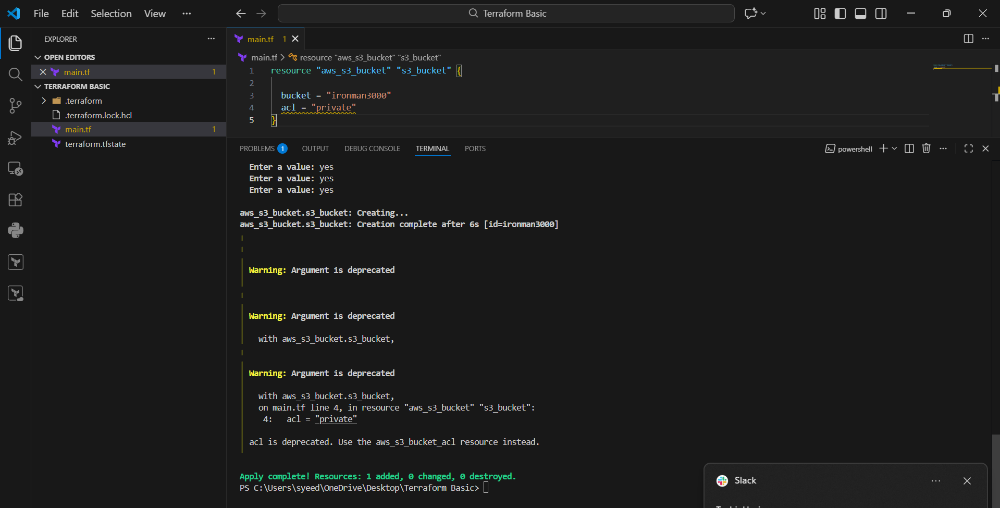 File Edit Selection View ···
Terraform Basic
EXPLORER
OPEN EDITORS
main.tf 1
TERRAFORM BASIC
.terraform
.terraform.lock.hcl
main.tf 1
terraform.tfstate
main.tf 1
main.tf > resource "aws_s3_bucket" "s3_bucket"
1 resource "aws_s3_bucket" "s3_bucket" {
2
3 bucket = "ironman3000"
4 acl = "private"
5 }
PROBLEMS 1 OUTPUT DEBUG CONSOLE TERMINAL PORTS
powershell
Enter a value: yes
Enter a value: yes
Enter a value: yes
aws_s3_bucket.s3_bucket: Creating...
aws_s3_bucket.s3_bucket: Creation complete after 6s [id=ironman3000]
Warning: Argument is deprecated
Warning: Argument is deprecated
with aws_s3_bucket.s3_bucket,
Warning: Argument is deprecated
with aws_s3_bucket.s3_bucket,
on main.tf line 4, in resource "aws_s3_bucket" "s3_bucket":
4: acl = "private"
acl is deprecated. Use the aws_s3_bucket_acl resource instead.
Apply complete! Resources: 1 added, 0 changed, 0 destroyed.
PS C:\Users\syeed\OneDrive\Desktop\Terraform Basic>
Slack